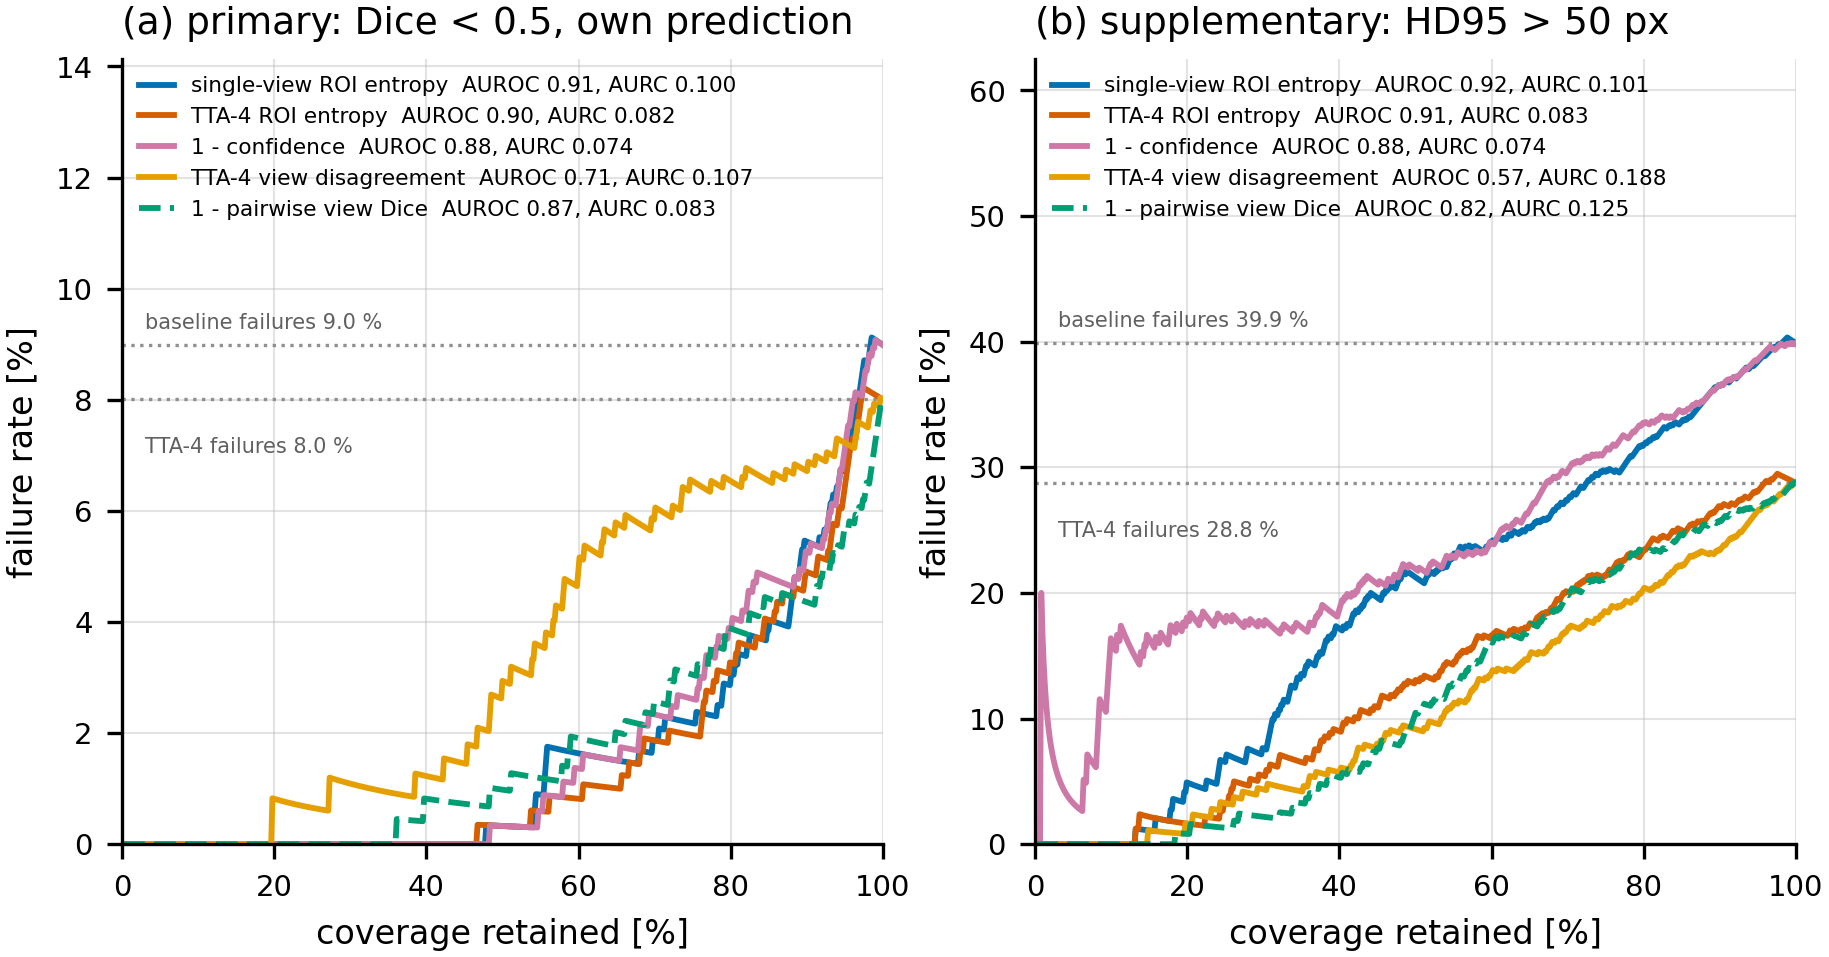 (a) primary: Dice < 0.5, own prediction
14
12
10
8
6
4
2
0
failure rate [%]
single-view ROI entropy  AUROC 0.91, AURC 0.100
TTA-4 ROI entropy  AUROC 0.90, AURC 0.082
1 - confidence  AUROC 0.88, AURC 0.074
TTA-4 view disagreement  AUROC 0.71, AURC 0.107
1 - pairwise view Dice  AUROC 0.87, AURC 0.083
baseline failures 9.0 %
TTA-4 failures 8.0 %
0 20 40 60 80 100
coverage retained [%]
(b) supplementary: HD95 > 50 px
60
50
40
30
20
10
0
failure rate [%]
single-view ROI entropy  AUROC 0.92, AURC 0.101
TTA-4 ROI entropy  AUROC 0.91, AURC 0.083
1 - confidence  AUROC 0.88, AURC 0.074
TTA-4 view disagreement  AUROC 0.57, AURC 0.188
1 - pairwise view Dice  AUROC 0.82, AURC 0.125
baseline failures 39.9 %
TTA-4 failures 28.8 %
0 20 40 60 80 100
coverage retained [%]